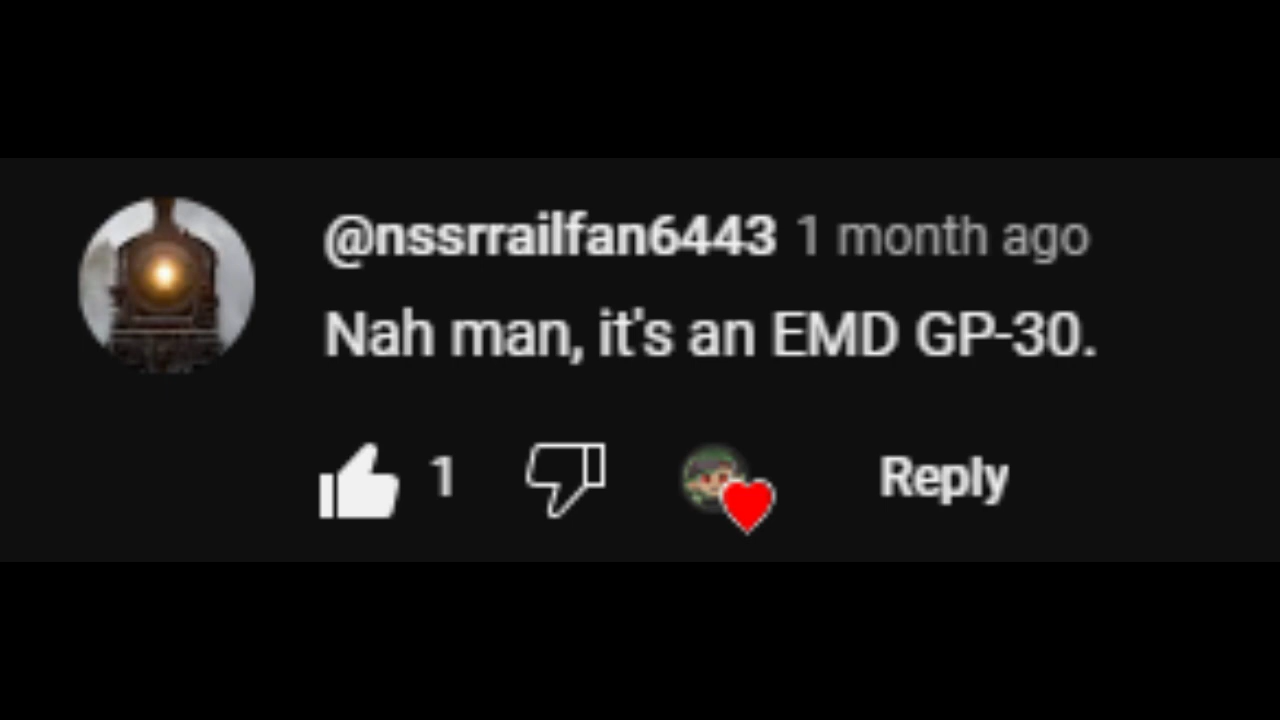 @nssrrailfan6443 1 month ago
Nah man, it's an EMD GP-30.
1 Reply